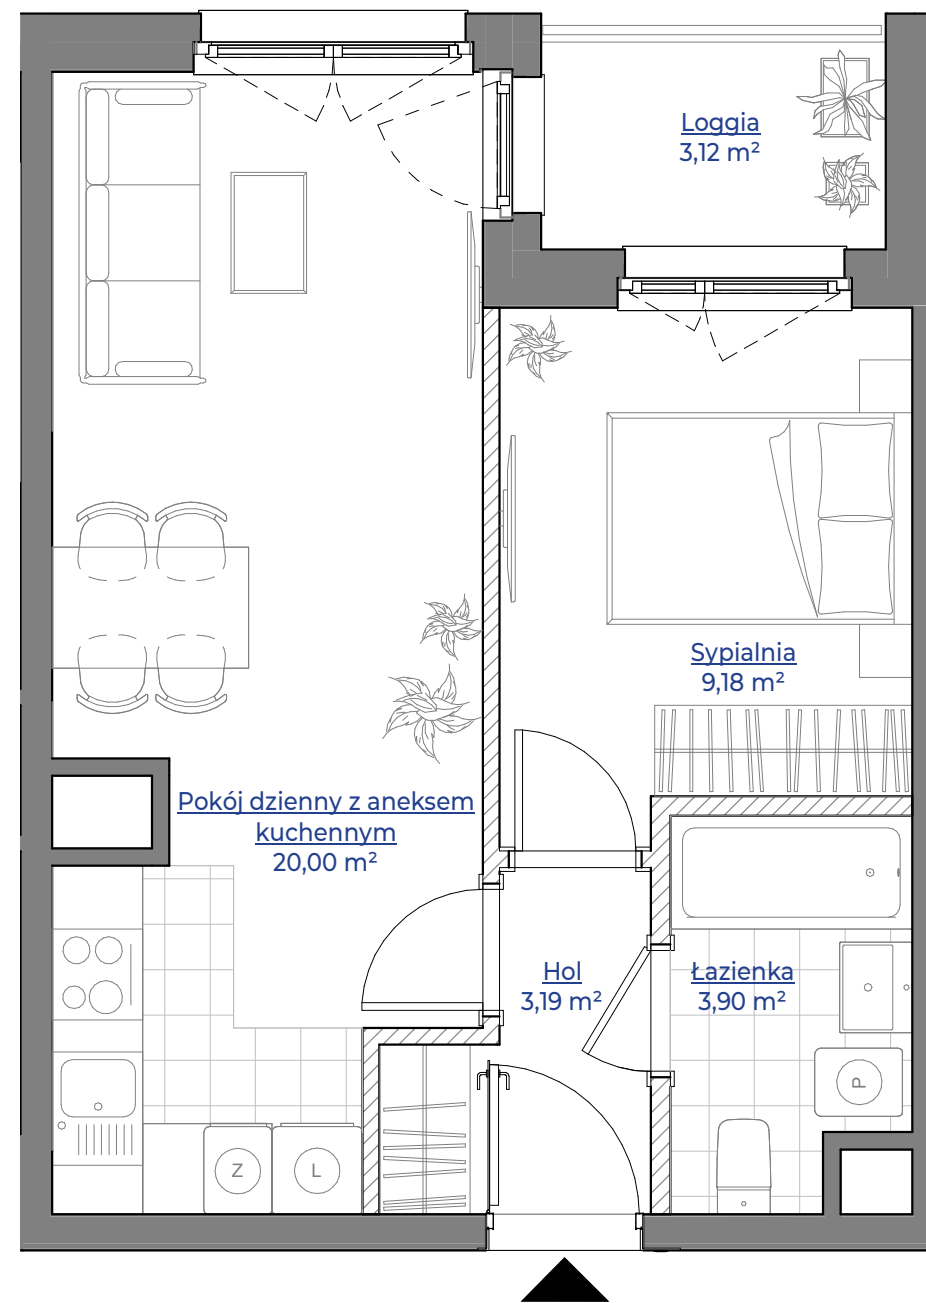 Loggia
3,12 m²
Sypialnia
9,18 m²
Pokój dzienny z aneksem
kuchennym
20,00 m²
Hol
3,19 m²
Łazienka
3,90 m²
P
Z
L